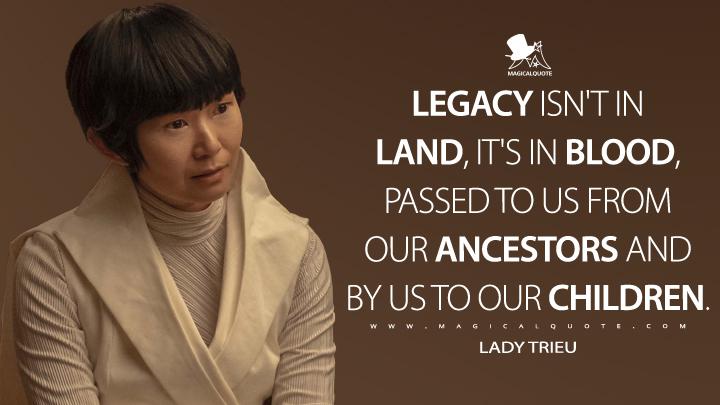 MAGICALQUOTE
LEGACY ISN'T IN
LAND, IT'S IN BLOOD,
PASSED TO US FROM
OUR ANCESTORS AND
BY US TO OUR CHILDREN.
WWW.MAGICALQUOTE.COM
LADY TRIEU